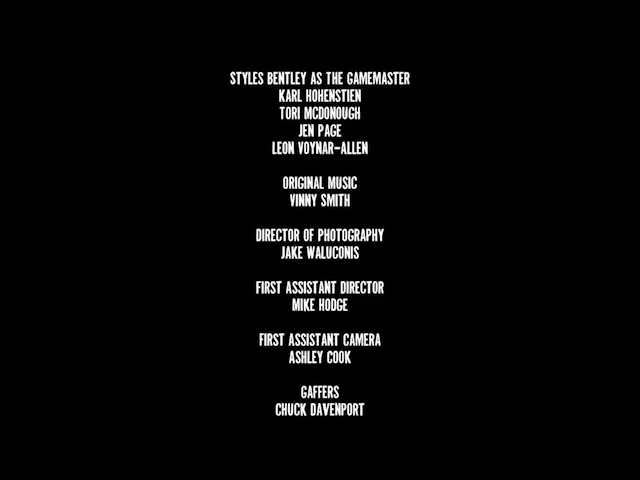 STYLES BENTLEY AS THE GAMEMASTER
KARL HOHENSTIEN
TORI MCDONOUGH
JEN PAGE
LEON VOYNAR-ALLEN
ORIGINAL MUSIC
VINNY SMITH
DIRECTOR OF PHOTOGRAPHY
JAKE WALUCONIS
FIRST ASSISTANT DIRECTOR
MIKE HODGE
FIRST ASSISTANT CAMERA
ASHLEY COOK
GAFFERS
CHUCK DAVENPORT